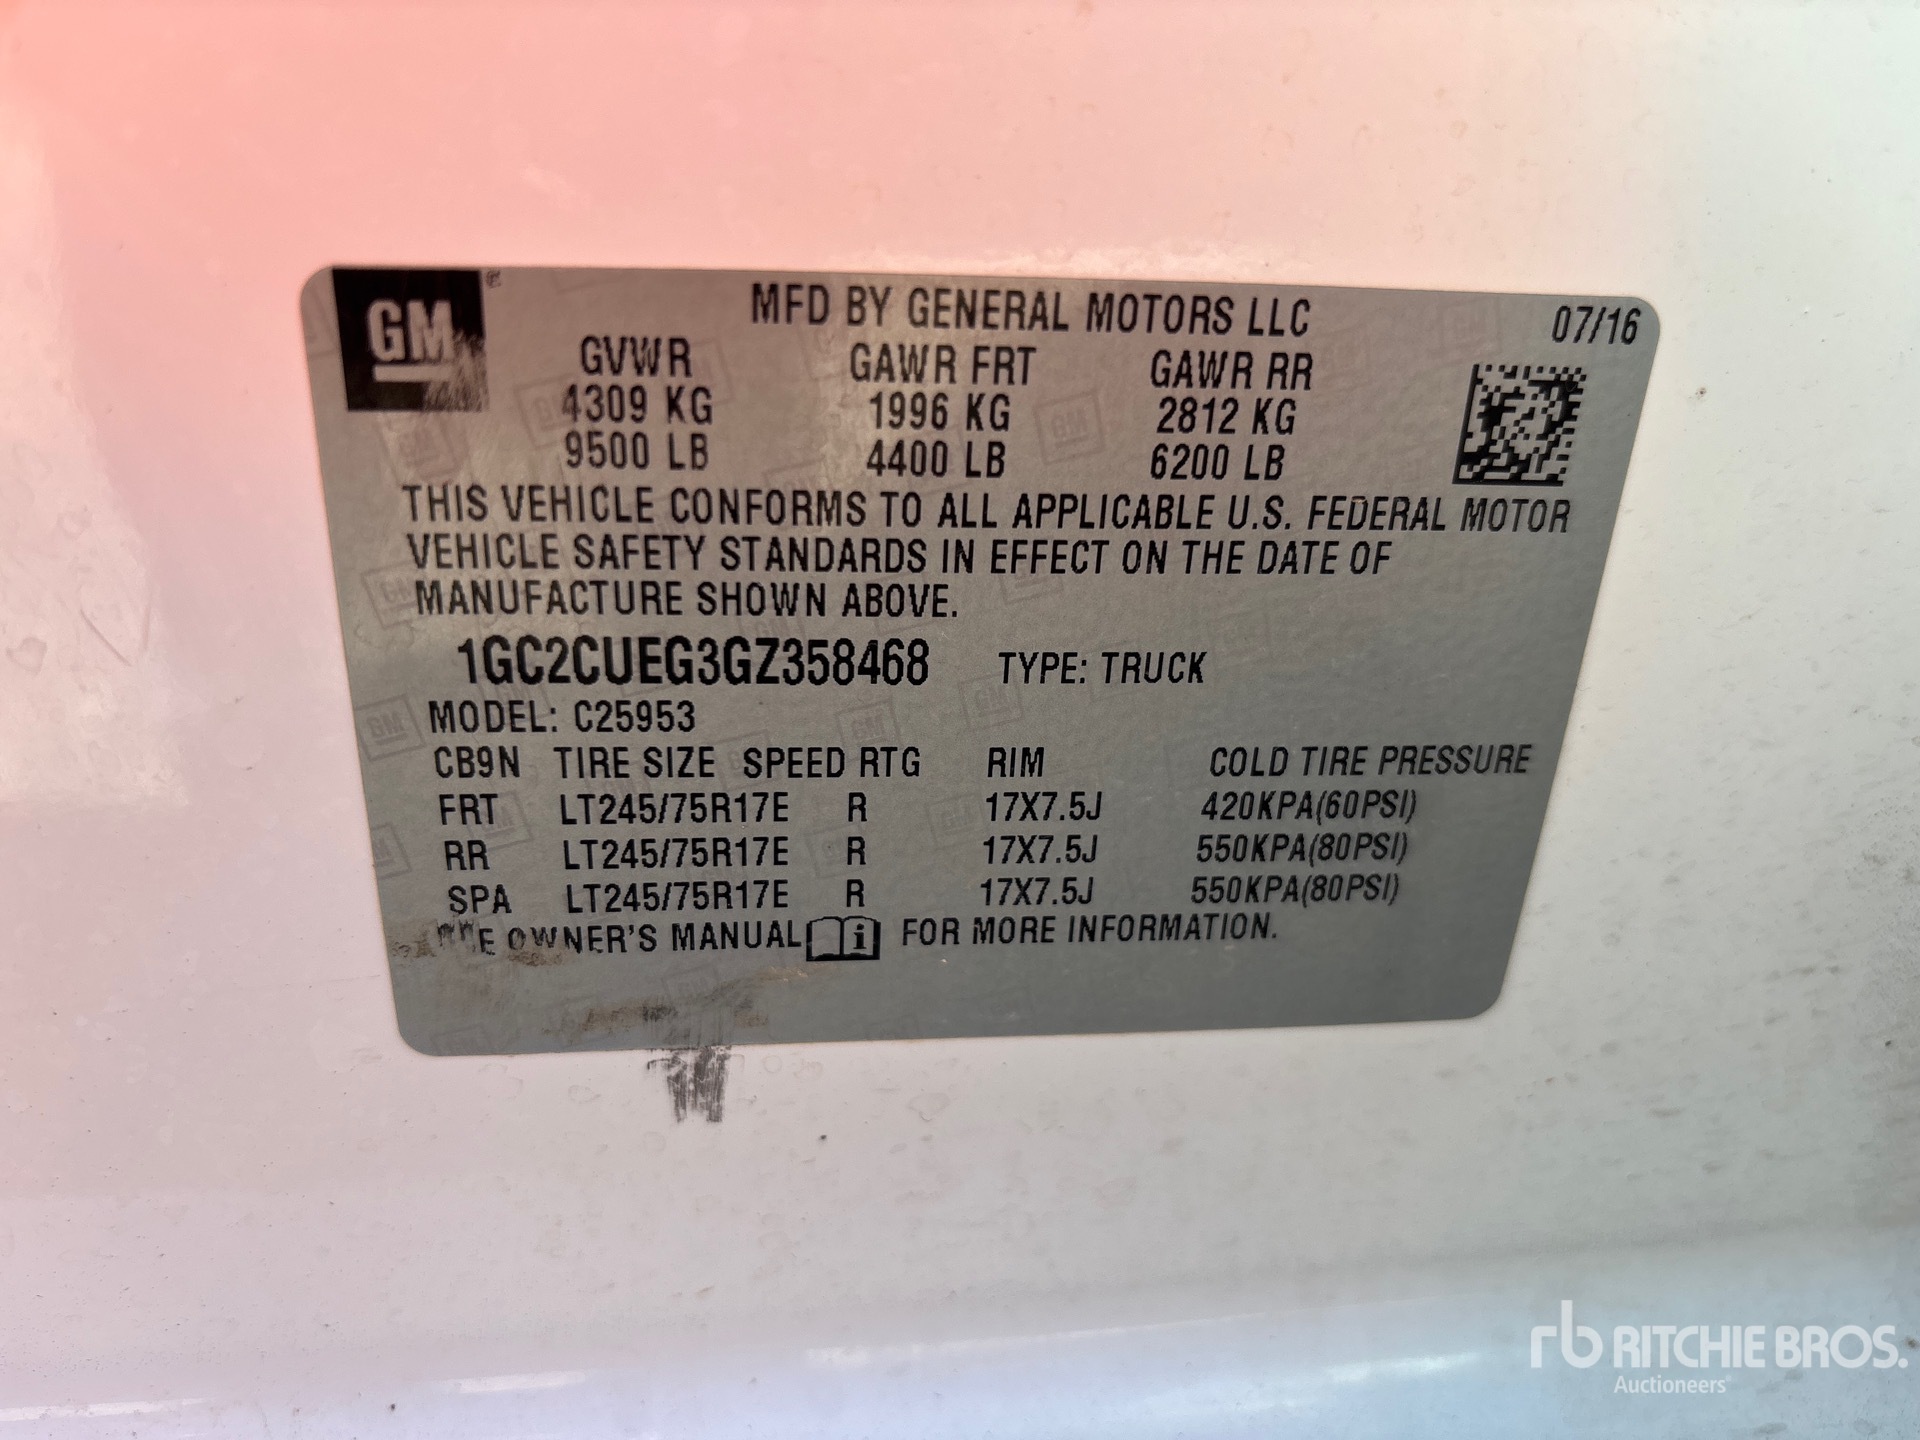 GM
MFD BY GENERAL MOTORS LLC 07/16
GVWR GAWR FRT GAWR RR
4309 KG 1996 KG 2812 KG
9500 LB 4400 LB 6200 LB
THIS VEHICLE CONFORMS TO ALL APPLICABLE U.S. FEDERAL MOTOR
VEHICLE SAFETY STANDARDS IN EFFECT ON THE DATE OF
MANUFACTURE SHOWN ABOVE.
1GC2CUEG3GZ358468 TYPE: TRUCK
MODEL: C25953
CB9N TIRE SIZE SPEED RTG RIM COLD TIRE PRESSURE
FRT LT245/75R17E R 17X7.5J 420KPA(60PSI)
RR LT245/75R17E R 17X7.5J 550KPA(80PSI)
SPA LT245/75R17E R 17X7.5J 550KPA(80PSI)
OWNER'S MANUAL i FOR MORE INFORMATION.
rb RITCHIE BROS.
Auctioneers